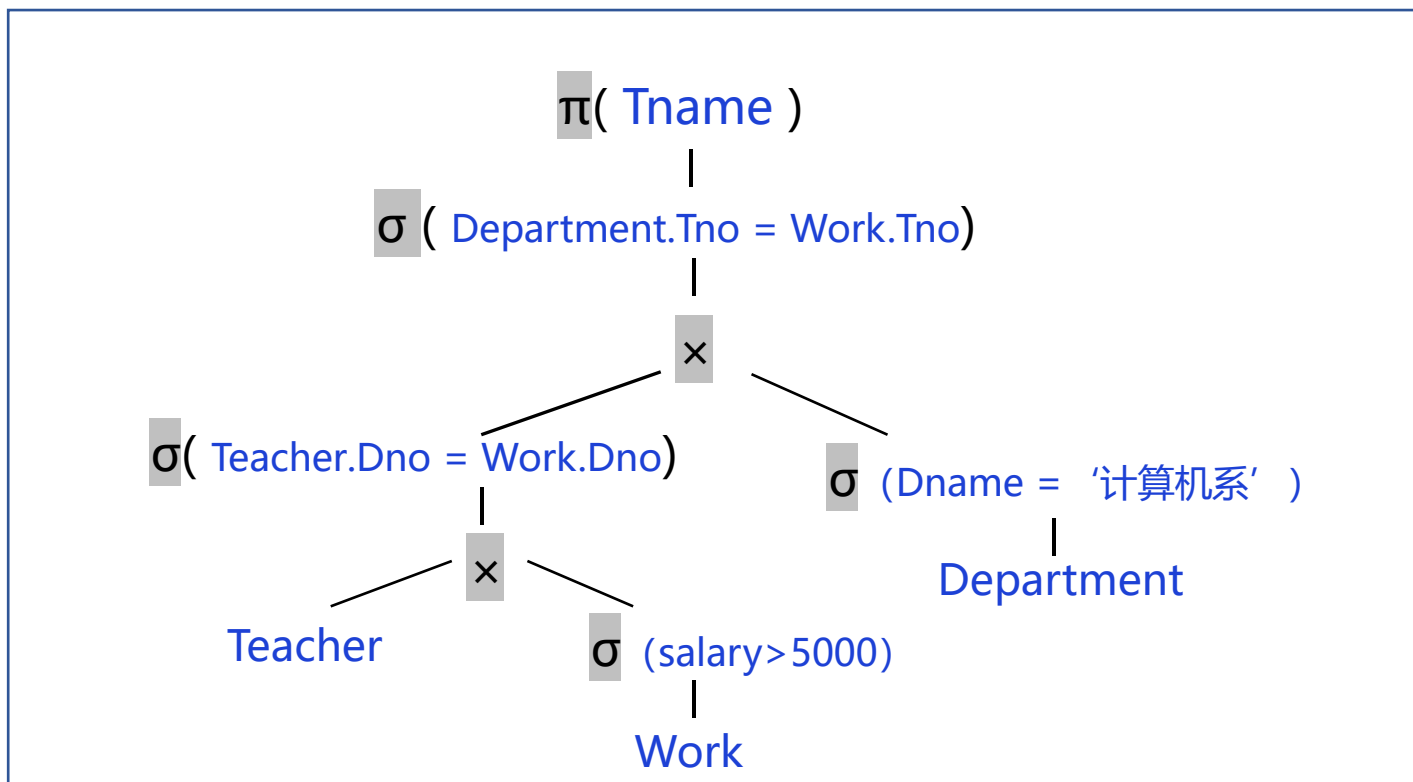 π( Tname )
σ ( Department.Tno = Work.Tno)
×
σ( Teacher.Dno = Work.Dno)
σ (Dname = ‘计算机系’ )
×
Department
Teacher
σ (salary>5000)
Work